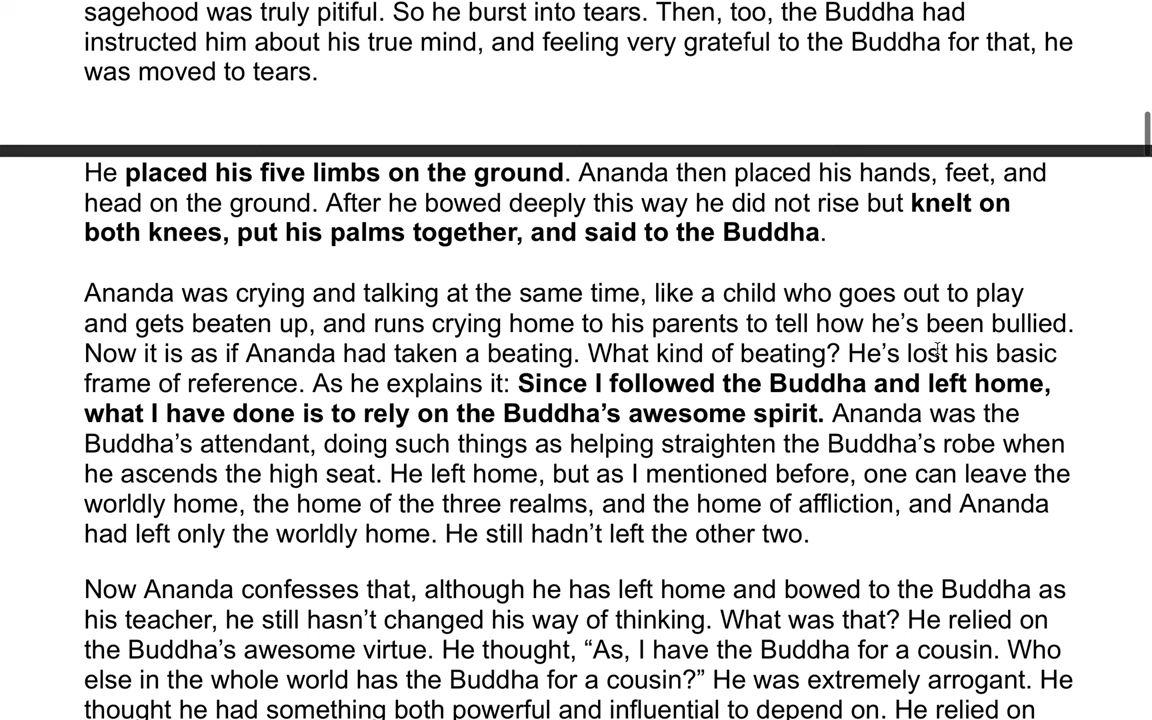 sagehood was truly pitiful. So he burst into tears. Then, too, the Buddha had
instructed him about his true mind, and feeling very grateful to the Buddha for that, he
was moved to tears.
He placed his five limbs on the ground. Ananda then placed his hands, feet, and
head on the ground. After he bowed deeply this way he did not rise but knelt on
both knees, put his palms together, and said to the Buddha.
Ananda was crying and talking at the same time, like a child who goes out to play
and gets beaten up, and runs crying home to his parents to tell how he’s been bullied.
Now it is as if Ananda had taken a beating. What kind of beating? He’s lost his basic
frame of reference. As he explains it: Since I followed the Buddha and left home,
what I have done is to rely on the Buddha’s awesome spirit. Ananda was the
Buddha’s attendant, doing such things as helping straighten the Buddha’s robe when
he ascends the high seat. He left home, but as I mentioned before, one can leave the
worldly home, the home of the three realms, and the home of affliction, and Ananda
had left only the worldly home. He still hadn’t left the other two.
Now Ananda confesses that, although he has left home and bowed to the Buddha as
his teacher, he still hasn’t changed his way of thinking. What was that? He relied on
the Buddha’s awesome virtue. He thought, “As, I have the Buddha for a cousin. Who
else in the whole world has the Buddha for a cousin?” He was extremely arrogant. He
thought he had something both powerful and influential to depend on. He relied on